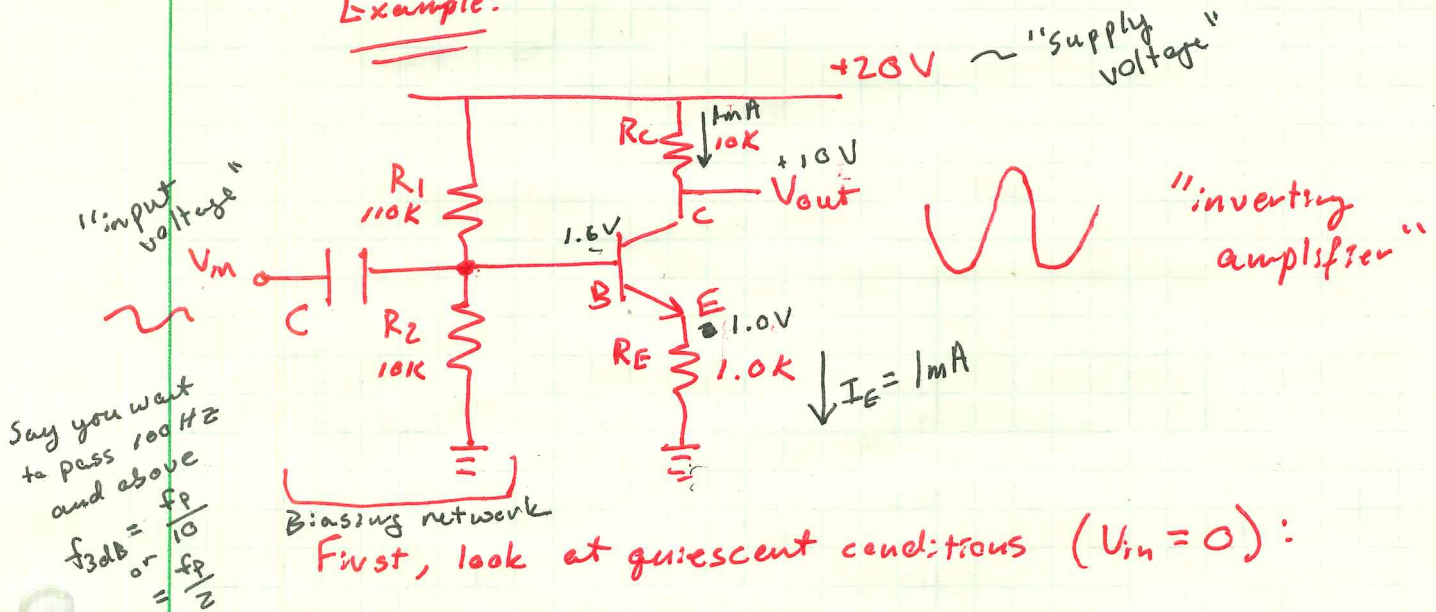 Example:
+20V ~ "supply
voltage"
Rc
1mA
10K
+10V
Vout
C
R1
110K
1.6V
"input
voltage"
Vin
C
B
E
1.0V
R2
10K
RE
1.0K
IE = 1mA
"inverting
amplifier"
Say you want
to pass 100 Hz
and above
f3dB = fp/10
or
= fp/2
Biasing network
First, look at quiescent conditions (Vin = 0):